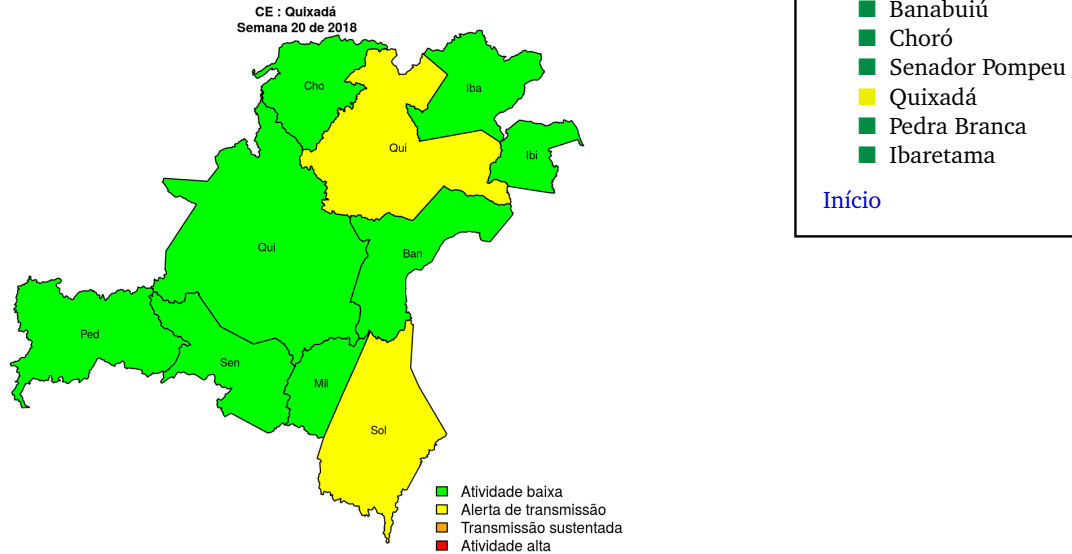 CE : Quixadá
Semana 20 de 2018
Cho
Iba
Qui
Ibi
Qui
Ban
Ped
Sen
Mil
Sol
Atividade baixa
Alerta de transmissão
Transmissão sustentada
Atividade alta
Banabuiú
Choró
Senador Pompeu
Quixadá
Pedra Branca
Ibaretama
Início